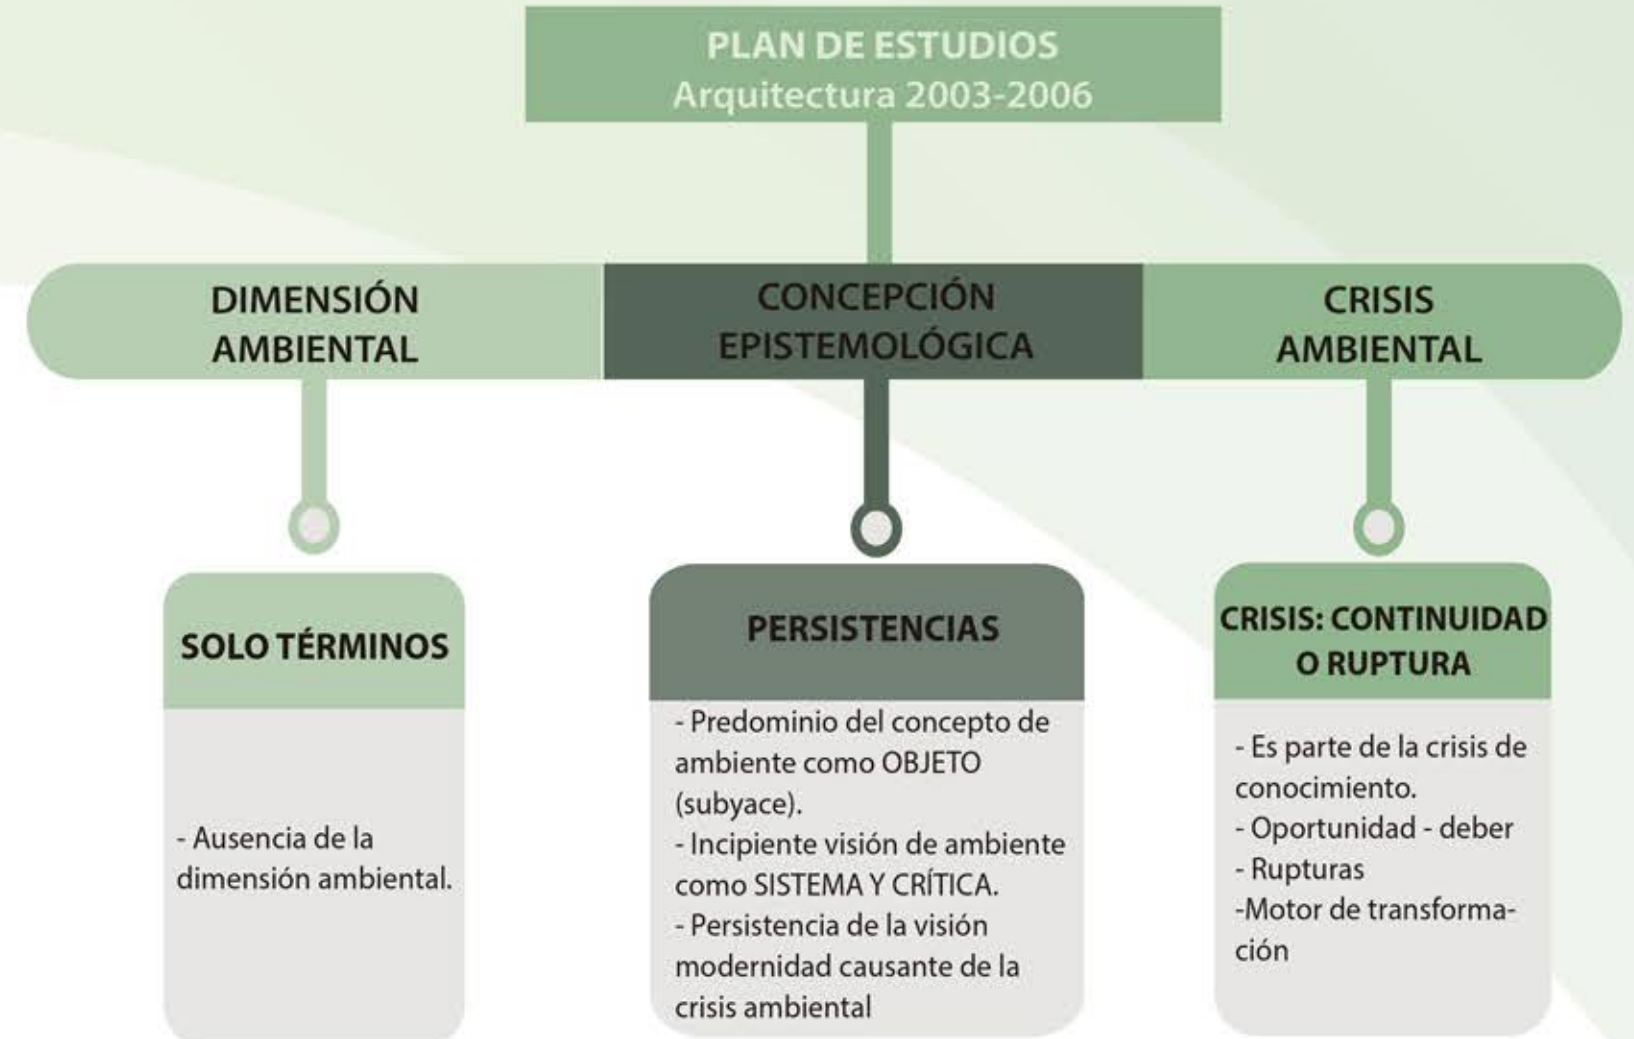 PLAN DE ESTUDIOS
Arquitectura 2003-2006
DIMENSIÓN
AMBIENTAL
CONCEPCIÓN
EPISTEMOLÓGICA
CRISIS
AMBIENTAL
SOLO TÉRMINOS
- Ausencia de la
dimensión ambiental.
PERSISTENCIAS
- Predominio del concepto de
ambiente como OBJETO
(subyace).
- Incipiente visión de ambiente
como SISTEMA Y CRÍTICA.
- Persistencia de la visión
modernidad causante de la
crisis ambiental
CRISIS: CONTINUIDAD
O RUPTURA
- Es parte de la crisis de
conocimiento.
- Oportunidad - deber
- Rupturas
-Motor de transforma-
ción